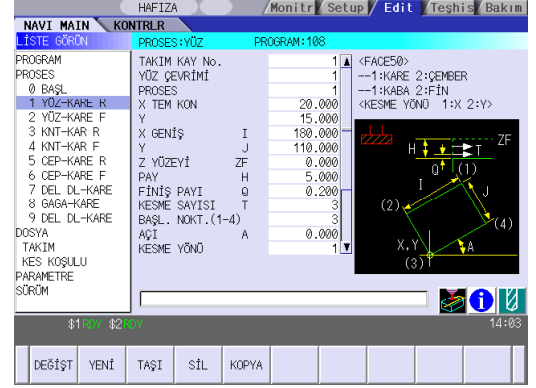 HAFIZA Monitr Setup Edit Teşhis Bakım
NAVI MAIN KONTRLR
LİSTE GÖRÜN PROSES:YÜZ PROGRAM:108
PROGRAM
PROSES
0 BAŞL
1 YÜZ-KARE R
2 YÜZ-KARE F
3 KNT-KAR R
4 KNT-KAR F
5 CEP-KARE R
6 CEP-KARE F
7 DEL DL-KARE
8 GAGA-KARE
9 DEL DL-KARE
DOSYA
TAKIM
KES KOŞULU
PARAMETRE
SÜRÜM
TAKIM KAY No. 1
YÜZ ÇEVRİMİ 1
PROSES 1
X TEM KON 20.000
Y 15.000
X GENİŞ I 180.000
Y J 110.000
Z YÜZEYİ ZF 0.000
PAY H 5.000
FİNİŞ PAYI Q 0.200
KESME SAYISI T 3
BAŞL. NOKT.(1-4) 3
AÇI A 0.000
KESME YÖNÜ 1
<FACE50>
--1:KARE 2:ÇEMBER
--1:KABA 2:FİN
<KESME YÖNÜ 1:X 2:Y>
ZF
H T
Q (1)
I J
(2)
(4)
X,Y A
(3)
$1 RDY $2 RDY 14:03
DEĞİŞT YENİ TAŞI SİL KOPYA